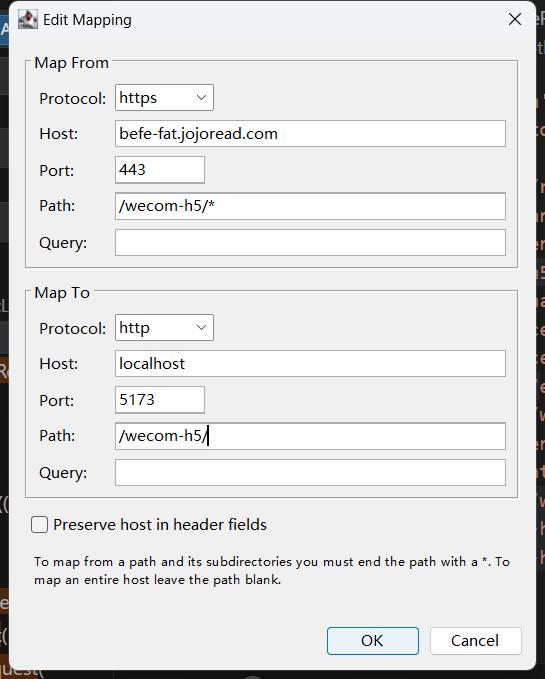 Edit Mapping
Map From
Protocol: https
Host: befe-fat.jojoread.com
Port: 443
Path: /wecom-h5/*
Query:
Map To
Protocol: http
Host: localhost
Port: 5173
Path: /wecom-h5/
Query:
Preserve host in header fields
To map from a path and its subdirectories you must end the path with a *. To
map an entire host leave the path blank.
OK Cancel